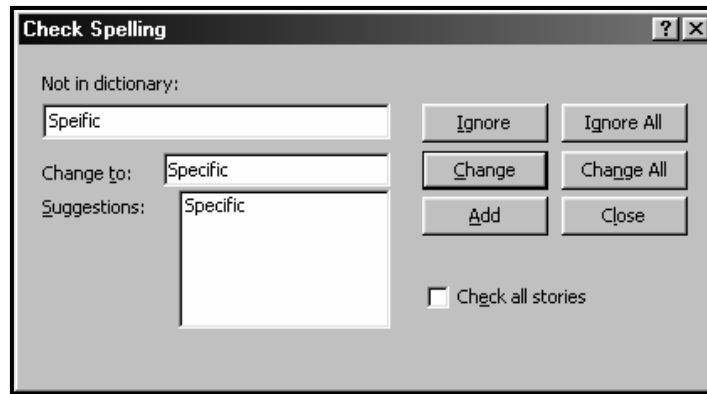 Check Spelling
Not in dictionary:
Speific
Ignore
Ignore All
Change to:
Specific
Change
Change All
Suggestions:
Specific
Add
Close
Check all stories